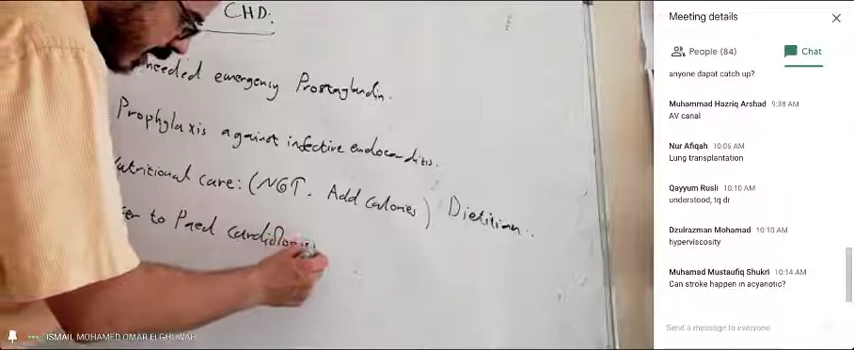 CHD:
needed emergency Prostaglandin.
Prophylaxis against infective endocarditis.
Nutritional care: (NGT. Add calories) Dietitian..
to Paed cardiologist
ISMAIL MOHAMED OMAR ELGHUWAH
Meeting details
People (84)
Chat
anyone dapat catch up?
Muhammad Hazriq Arshad 9:38 AM
AV canal
Nur Afiqah 10:06 AM
Lung transplantation
Qayyum Rusli 10:10 AM
understood, tq dr
Dzulrazman Mohamad 10:10 AM
hyperviscosity
Muhamad Mustaufiq Shukri 10:14 AM
Can stroke happen in acyanotic?
Send a message to everyone